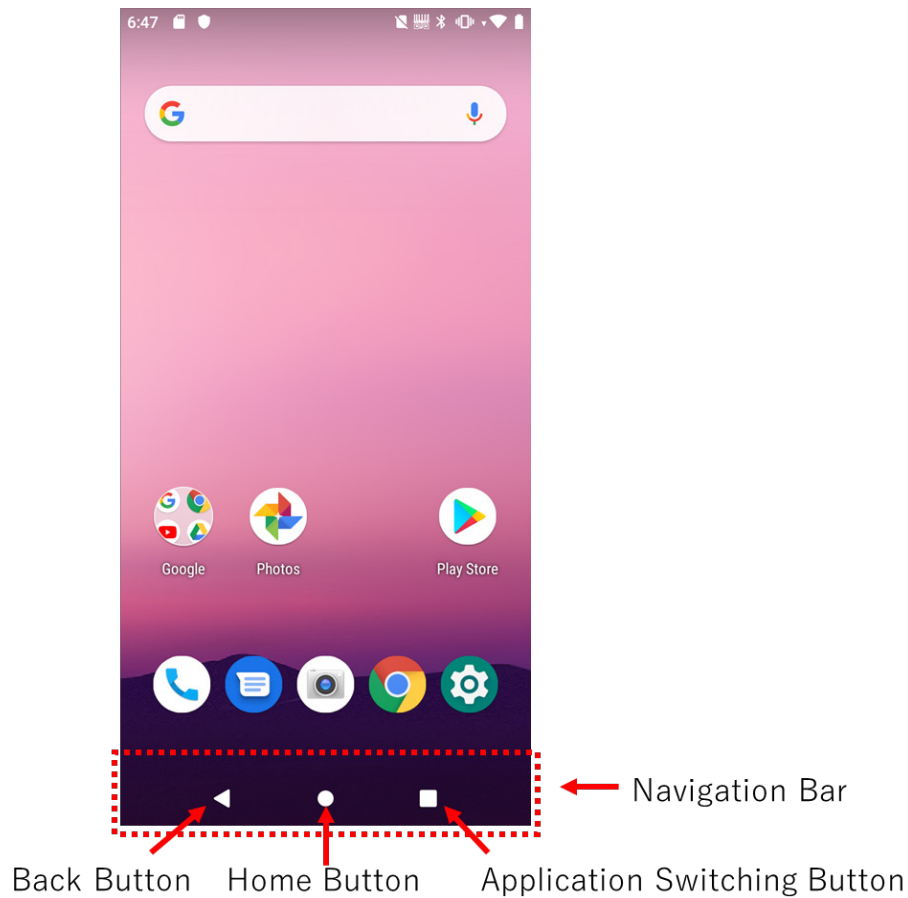 6:47
Google
Photos
Play Store
Navigation Bar
Back Button
Home Button
Application Switching Button